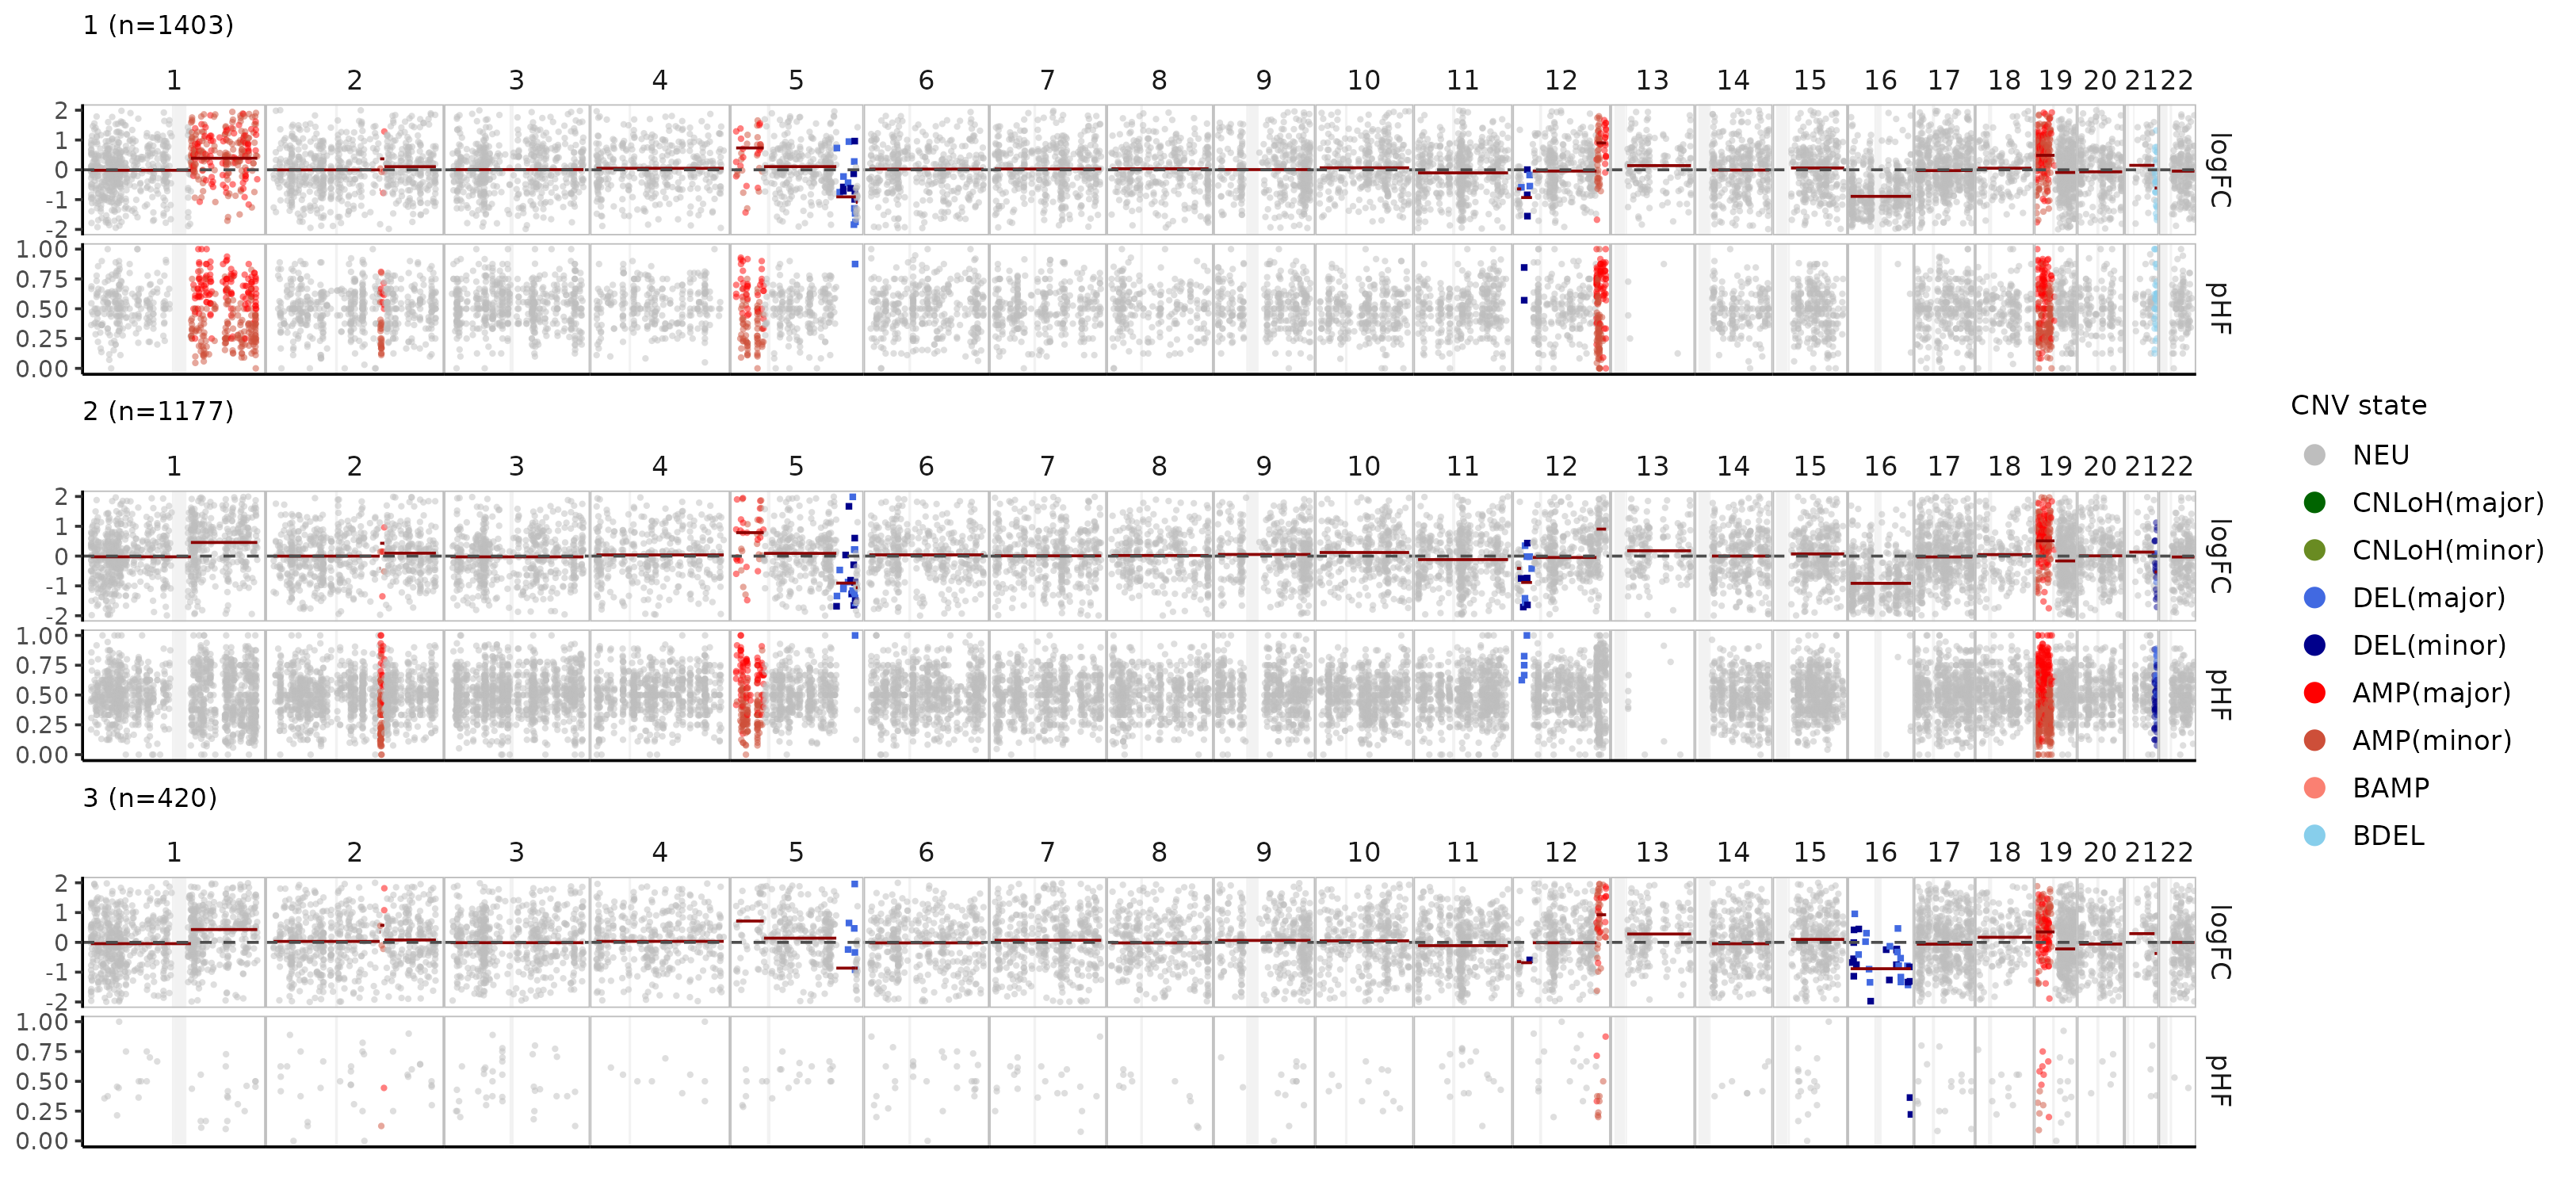 1 (n=1403)
1 2 3 4 5 6 7 8 9 10 11 12 13 14 15 16 17 18 19 20 21 22
2
1
0
-1
-2
logFC
1.00
0.75
0.50
0.25
0.00
pHF
2 (n=1177)
1 2 3 4 5 6 7 8 9 10 11 12 13 14 15 16 17 18 19 20 21 22
2
1
0
-1
-2
logFC
1.00
0.75
0.50
0.25
0.00
pHF
3 (n=420)
1 2 3 4 5 6 7 8 9 10 11 12 13 14 15 16 17 18 19 20 21 22
2
1
0
-1
-2
logFC
1.00
0.75
0.50
0.25
0.00
pHF
CNV state
NEU
CNLoH(major)
CNLoH(minor)
DEL(major)
DEL(minor)
AMP(major)
AMP(minor)
BAMP
BDEL